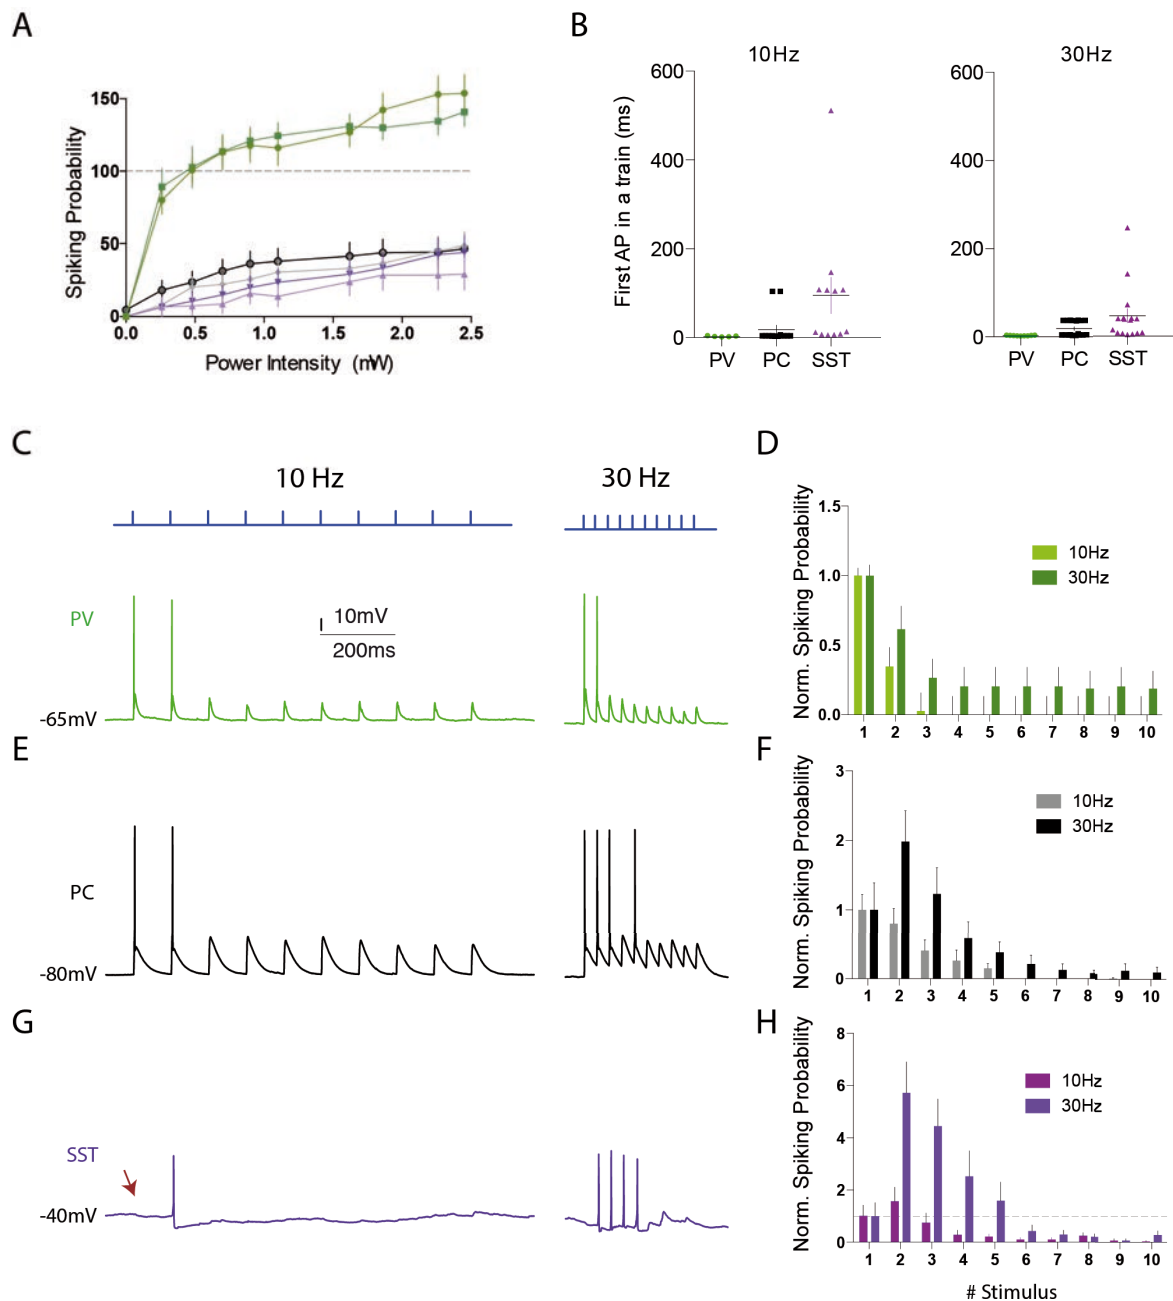 A
B
10Hz
30Hz
Spiking Probability
150
100
50
0
0.0 0.5 1.0 1.5 2.0 2.5
Power Intensity (mW)
First AP in a train (ms)
600
400
200
0
PV PC SST
600
400
200
0
PV PC SST
C
10 Hz
30 Hz
PV
10mV
200ms
-65mV
D
Norm. Spiking Probability
1.5
1.0
0.5
0.0
10Hz
30Hz
1 2 3 4 5 6 7 8 9 10
E
PC
-80mV
F
Norm. Spiking Probability
3
2
1
0
10Hz
30Hz
1 2 3 4 5 6 7 8 9 10
G
SST
-40mV
H
Norm. Spiking Probability
8
6
4
2
0
10Hz
30Hz
1 2 3 4 5 6 7 8 9 10
# Stimulus